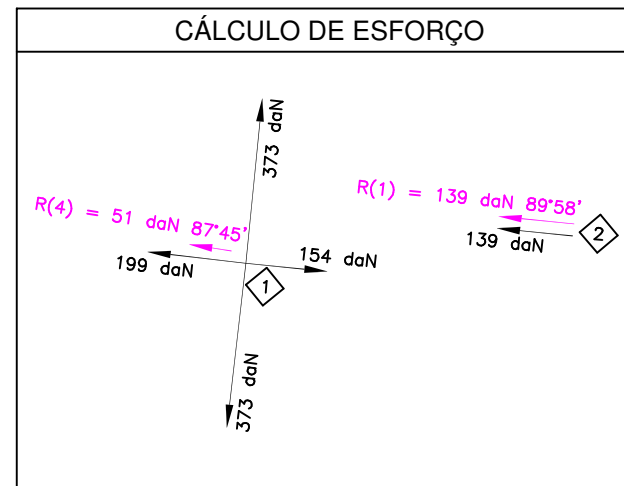 CÁLCULO DE ESFORÇO
373 daN
R(4) = 51 daN 87°45'
199 daN
154 daN
1
373 daN
R(1) = 139 daN 89°58'
139 daN
2